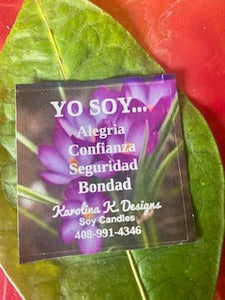 YO SOY...
Alegria
Confianza
Seguridad
Bondad
Karolina K. Designs
Soy Candles
408-991-4346